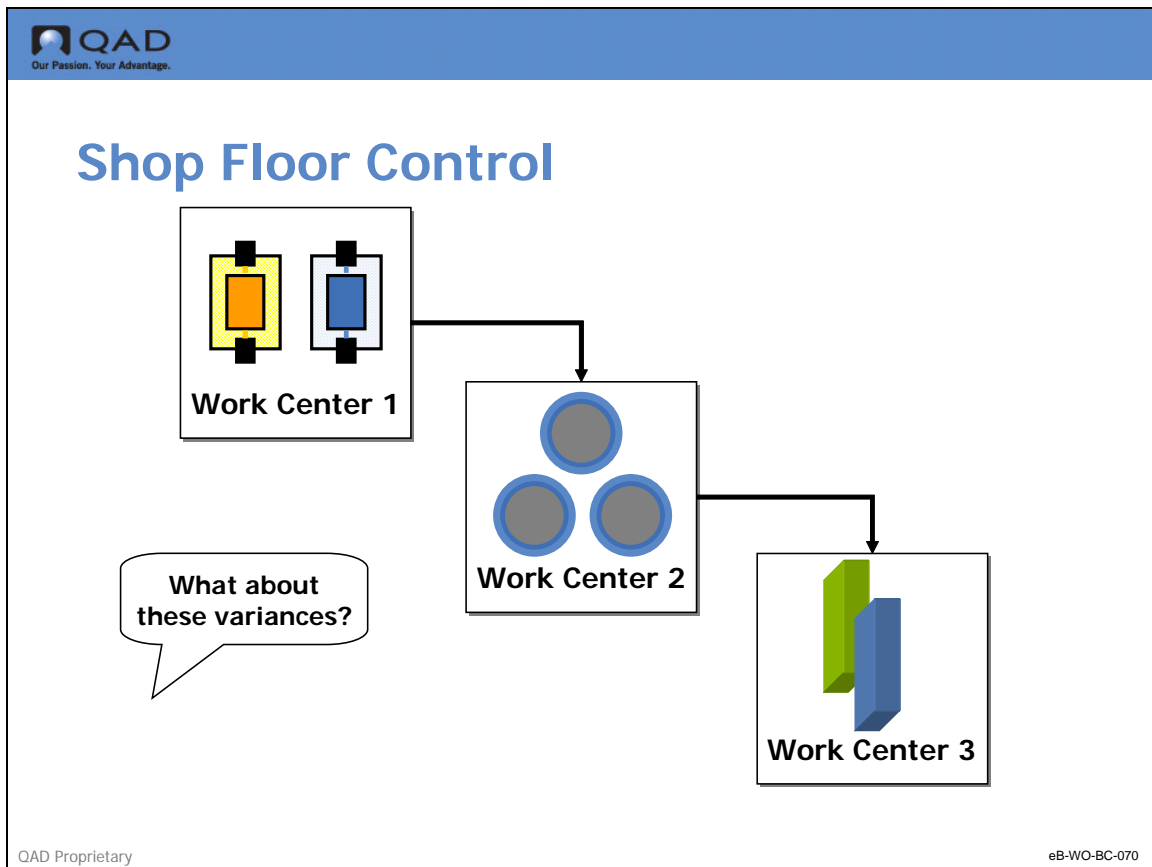 QAD
Our Passion. Your Advantage.
Shop Floor Control
Work Center 1
Work Center 2
What about
these variances?
Work Center 3
QAD Proprietary
eB-WO-BC-070